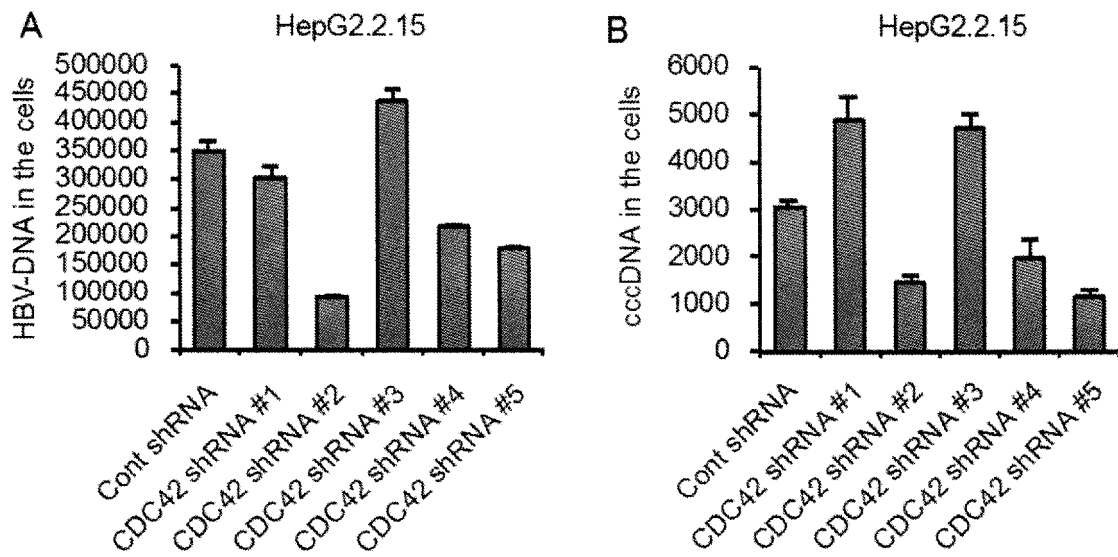 A
HepG2.2.15
HBV-DNA in the cells
500000
450000
400000
350000
300000
250000
200000
150000
100000
50000
0
Cont shRNA
CDC42 shRNA #1
CDC42 shRNA #2
CDC42 shRNA #3
CDC42 shRNA #4
CDC42 shRNA #5
B
HepG2.2.15
cccDNA in the cells
6000
5000
4000
3000
2000
1000
0
Cont shRNA
CDC42 shRNA #1
CDC42 shRNA #2
CDC42 shRNA #3
CDC42 shRNA #4
CDC42 shRNA #5